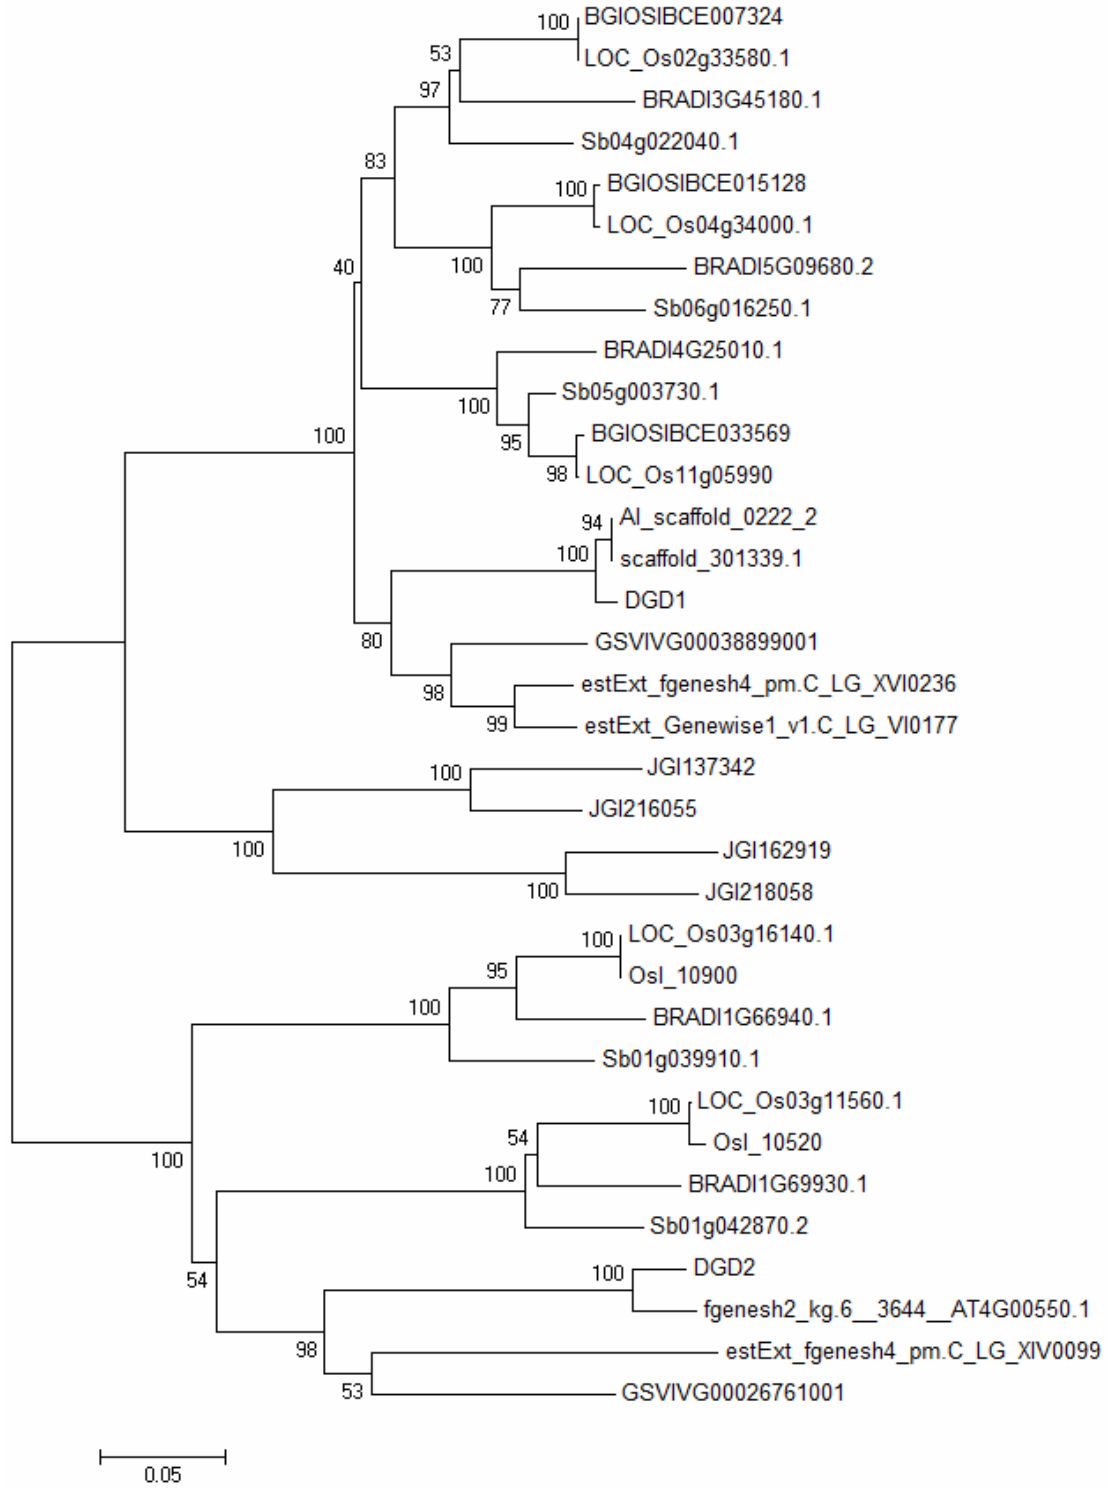 100
BGIOSIBCE007324
LOC_Os02g33580.1
53
BRADI3G45180.1
97
Sb04g022040.1
83
100
BGIOSIBCE015128
LOC_Os04g34000.1
100
BRADI5G09680.2
77
Sb06g016250.1
40
BRADI4G25010.1
100
Sb05g003730.1
95
BGIOSIBCE033569
98
LOC_Os11g05990
100
94
Al_scaffold_0222_2
scaffold_301339.1
100
DGD1
80
GSVIVG00038899001
98
estExt_fgenesh4_pm.C_LG_XVI0236
99
estExt_Genewise1_v1.C_LG_VI0177
100
JGI137342
JGI216055
100
JGI162919
100
JGI218058
100
LOC_Os03g16140.1
OsI_10900
95
BRADI1G66940.1
100
Sb01g039910.1
100
100
LOC_Os03g11560.1
OsI_10520
54
BRADI1G69930.1
100
Sb01g042870.2
54
100
DGD2
fgenesh2_kg.6__3644__AT4G00550.1
98
estExt_fgenesh4_pm.C_LG_XIV0099
53
GSVIVG00026761001
0.05